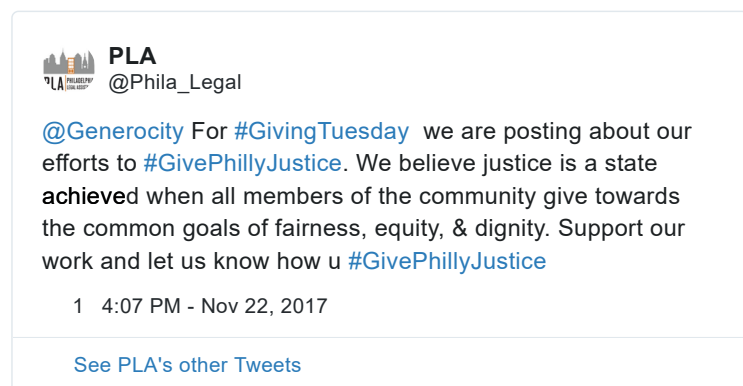 PLA
@Phila_Legal
PLA PHILADELPHIA
@Generocity For #GivingTuesday we are posting about our
efforts to #GivePhillyJustice. We believe justice is a state
achieved when all members of the community give towards
the common goals of fairness, equity, & dignity. Support our
work and let us know how u #GivePhillyJustice
1 4:07 PM - Nov 22, 2017
See PLA's other Tweets